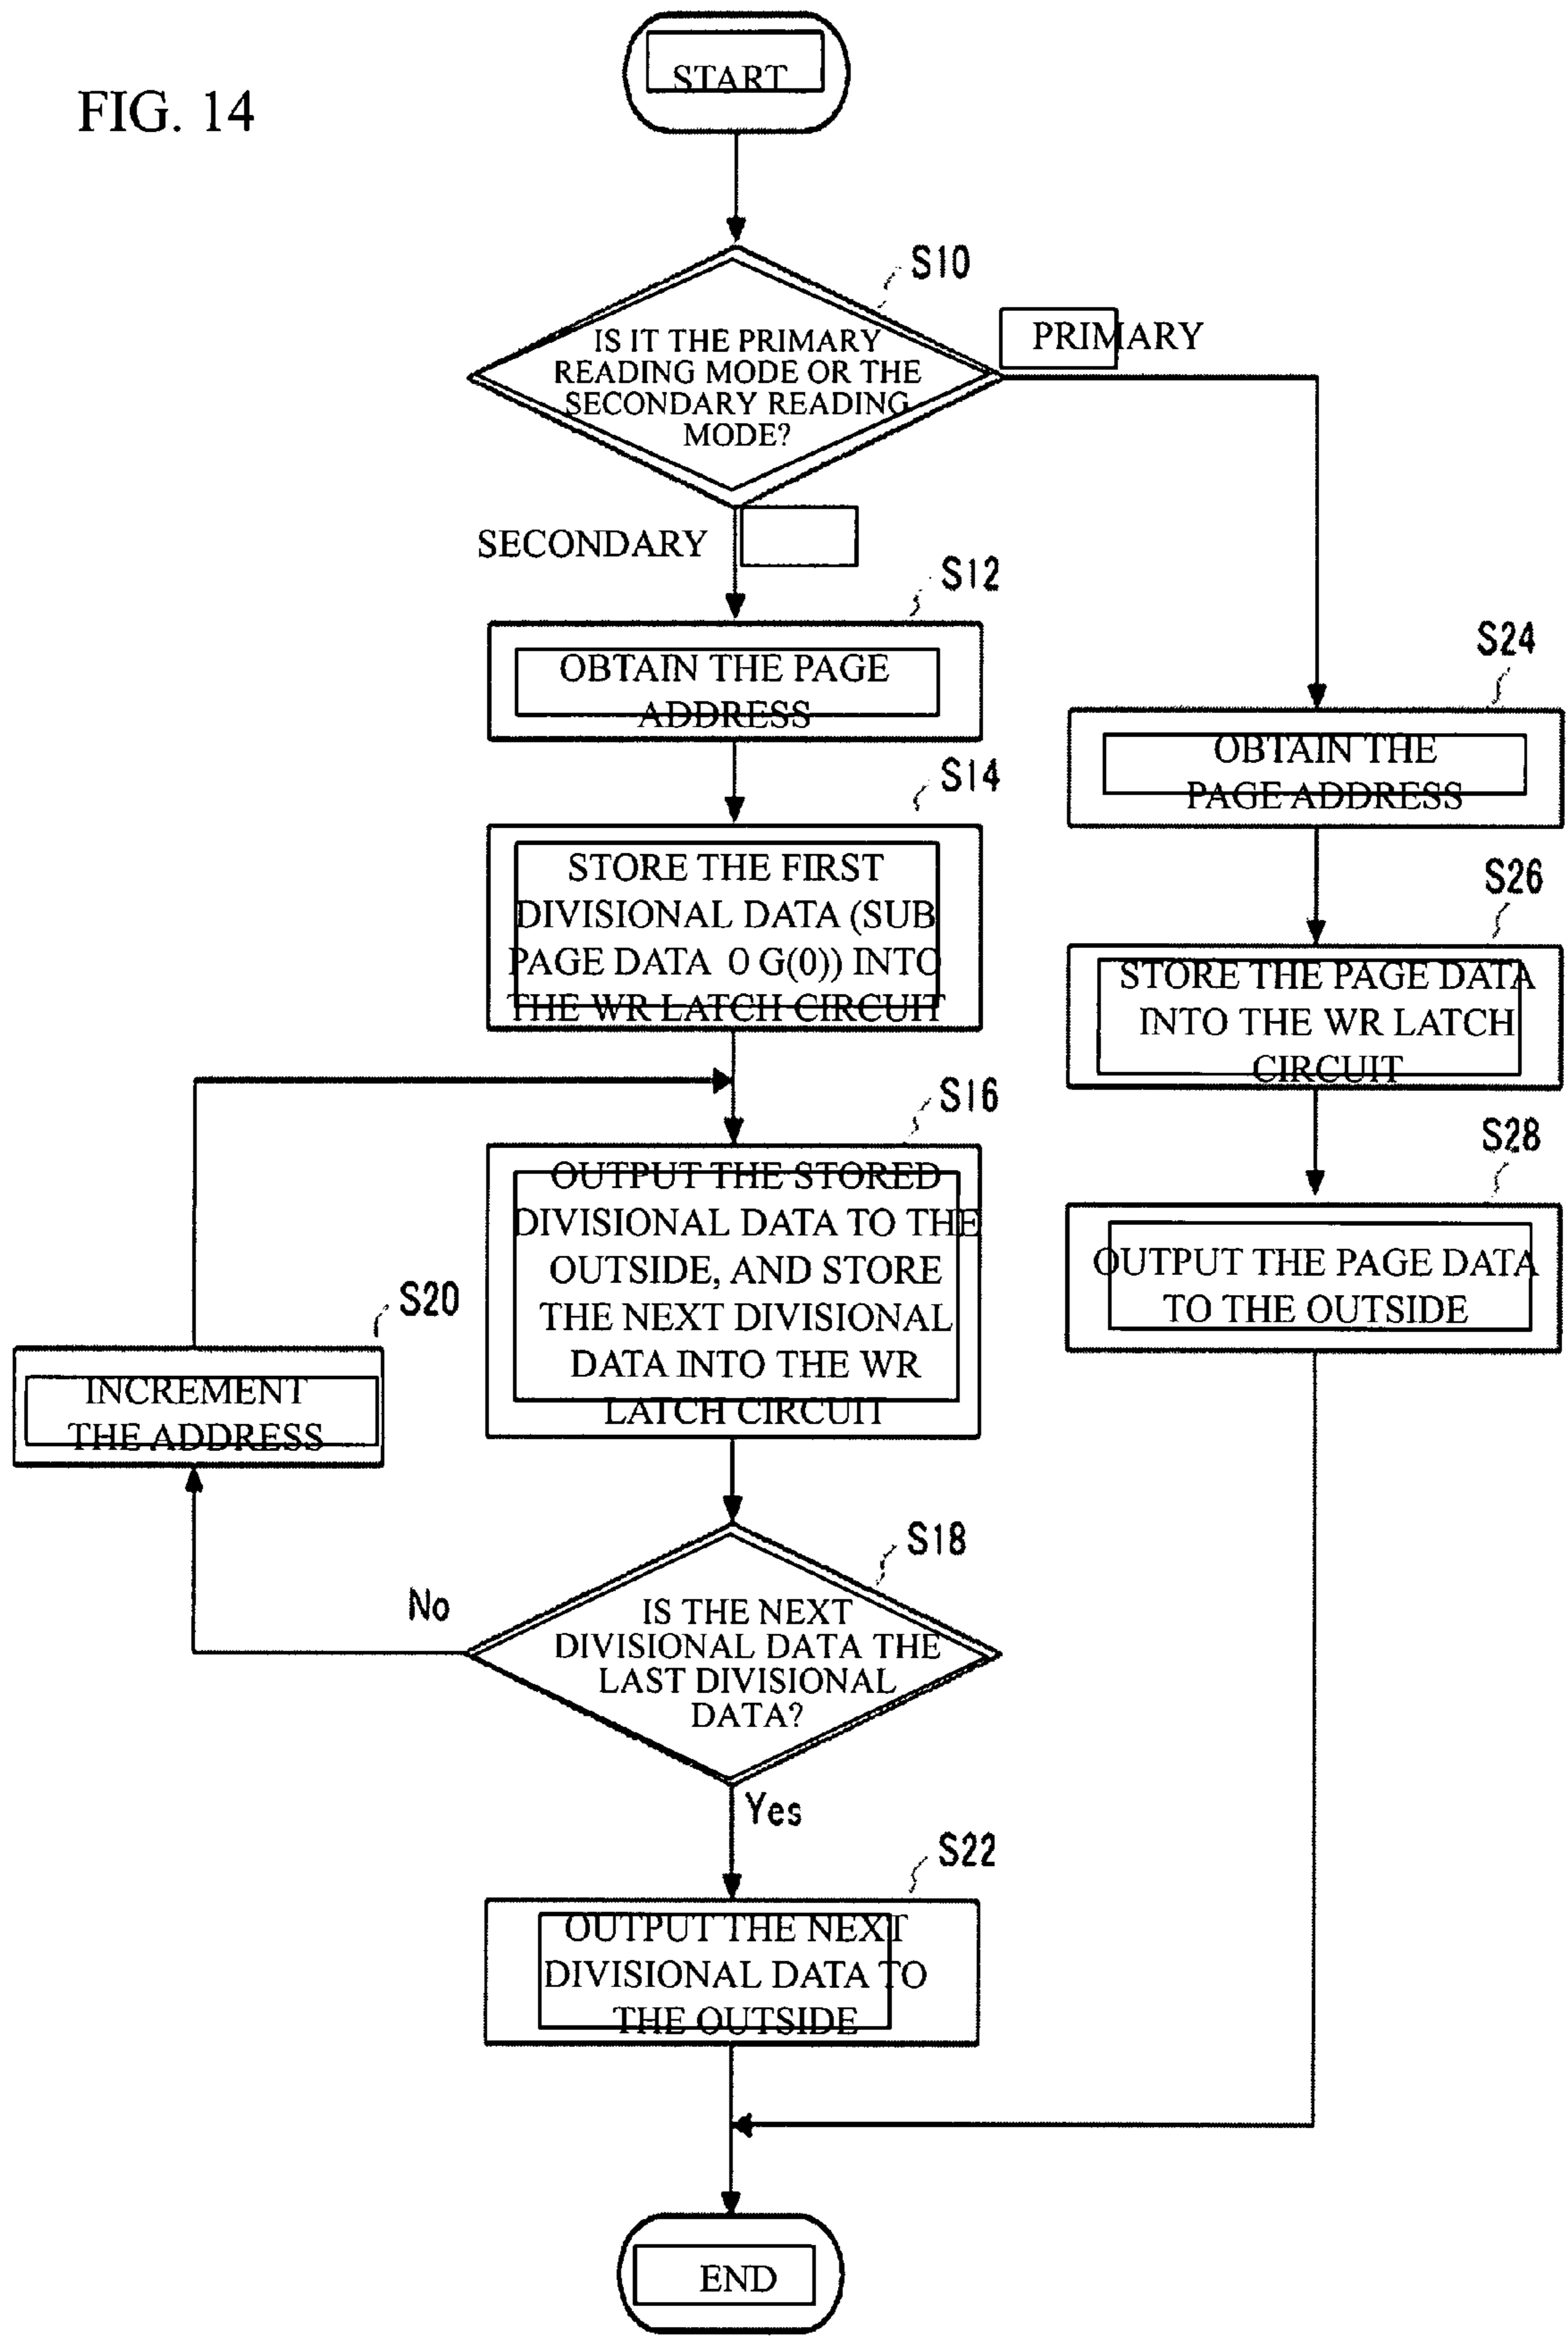 FIG. 14
START
S10
IS IT THE PRIMARY
READING MODE OR THE
SECONDARY READING
MODE?
PRIMARY
SECONDARY
S12
OBTAIN THE PAGE
ADDRESS
S14
STORE THE FIRST
DIVISIONAL DATA (SUB
PAGE DATA 0 G(0)) INTO
THE WR LATCH CIRCUIT
S16
OUTPUT THE STORED
DIVISIONAL DATA TO THE
OUTSIDE, AND STORE
THE NEXT DIVISIONAL
DATA INTO THE WR
LATCH CIRCUIT
S20
INCREMENT
THE ADDRESS
S18
No
IS THE NEXT
DIVISIONAL DATA THE
LAST DIVISIONAL
DATA?
Yes
S22
OUTPUT THE NEXT
DIVISIONAL DATA TO
THE OUTSIDE
S24
OBTAIN THE
PAGE ADDRESS
S26
STORE THE PAGE DATA
INTO THE WR LATCH
CIRCUIT
S28
OUTPUT THE PAGE DATA
TO THE OUTSIDE
END